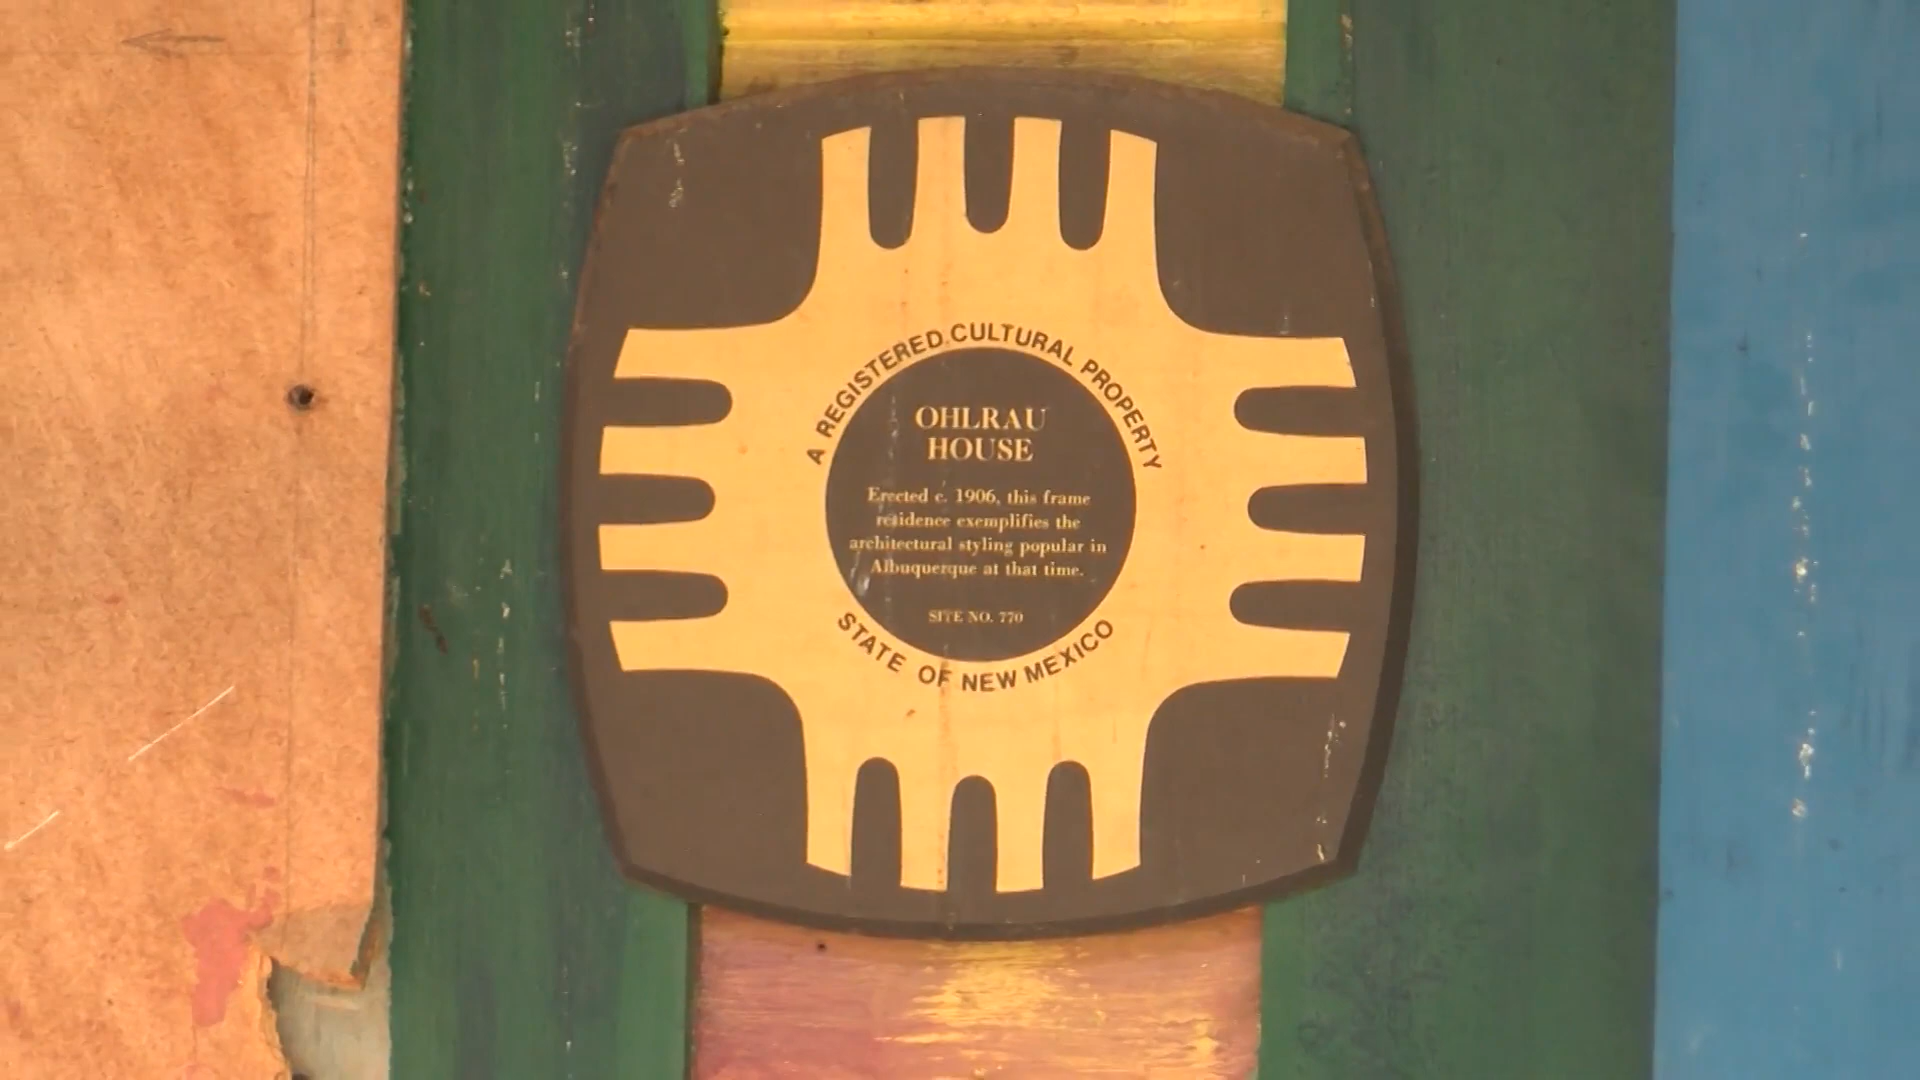 A REGISTERED CULTURAL PROPERTY
OHLRAU
HOUSE
Erected c. 1906, this frame
residence exemplifies the
architectural styling popular in
Albuquerque at that time.
SITE NO. 770
STATE OF NEW MEXICO